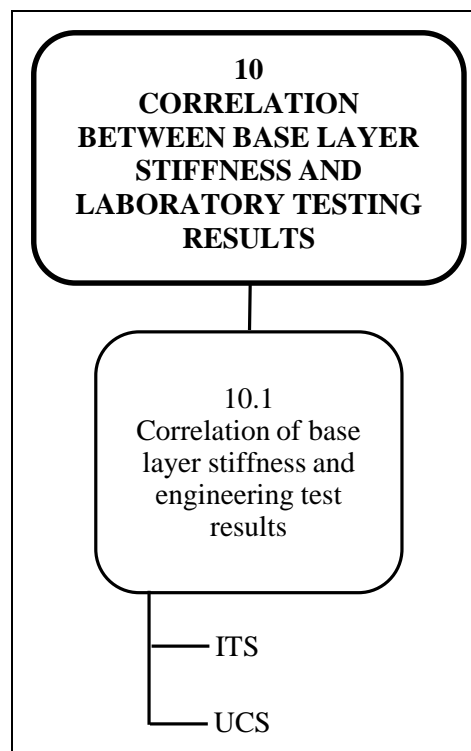 10
CORRELATION
BETWEEN BASE LAYER
STIFFNESS AND
LABORATORY TESTING
RESULTS
10.1
Correlation of base
layer stiffness and
engineering test
results
ITS
UCS